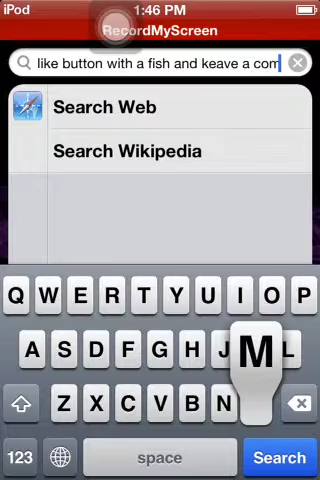 iPod 1:46 PM
RecordMyScreen
like button with a fish and keave a com
Search Web
Search Wikipedia
Q W E R T Y U I O P
A S D F G H J L
M
Z X C V B N
123 space Search